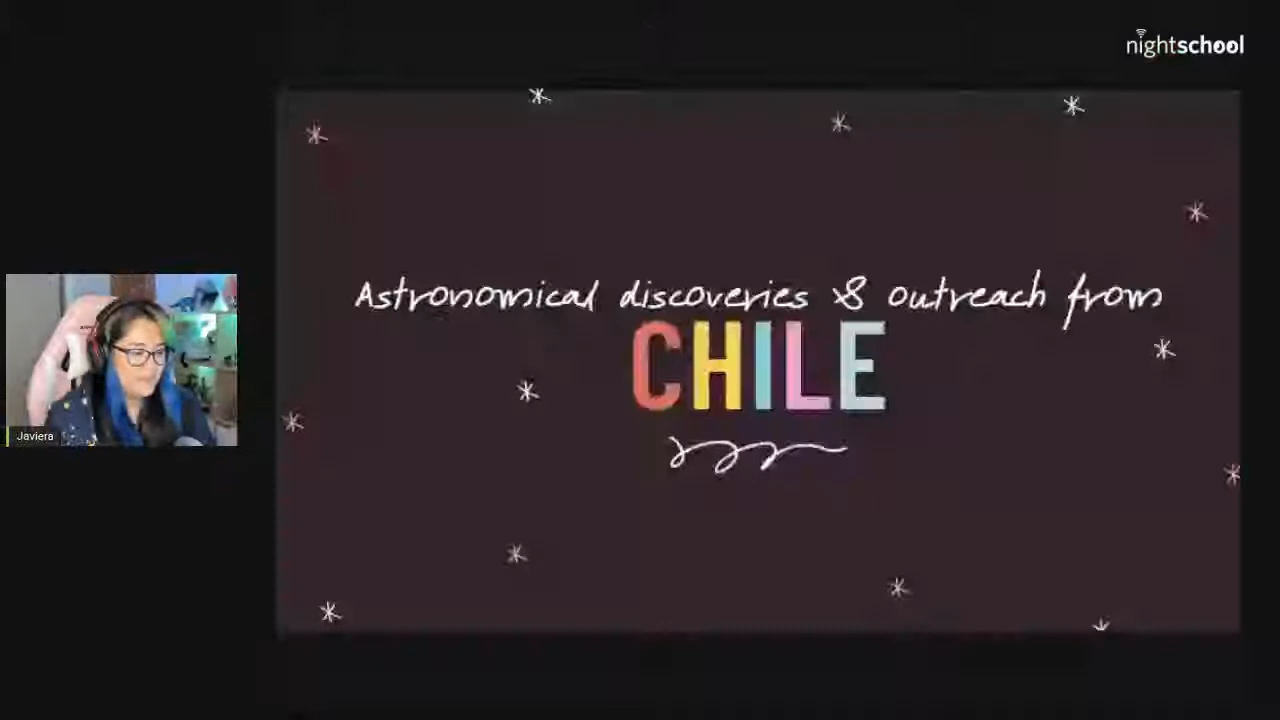 nightschool
Astronomical discoveries & outreach from
CHILE
Javiera